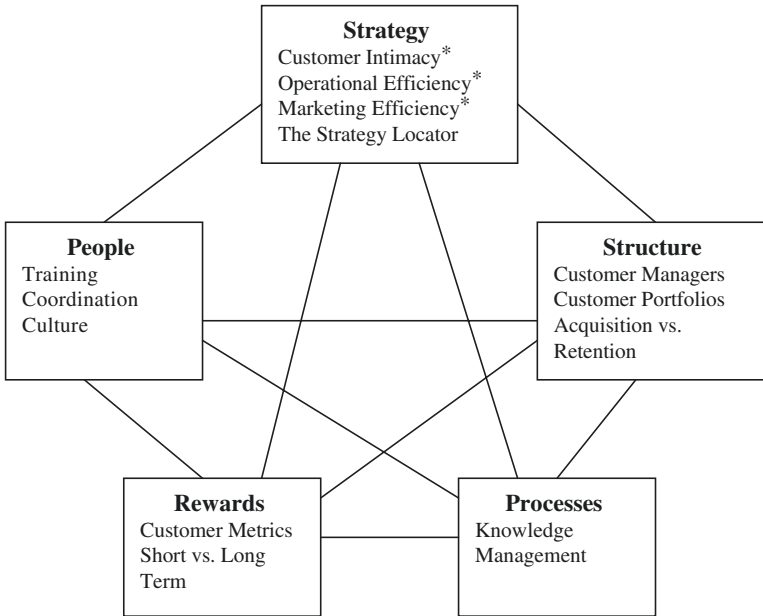 Strategy
Customer Intimacy*
Operational Efficiency*
Marketing Efficiency*
The Strategy Locator
People
Training
Coordination
Culture
Structure
Customer Managers
Customer Portfolios
Acquisition vs.
Retention
Rewards
Customer Metrics
Short vs. Long
Term
Processes
Knowledge
Management